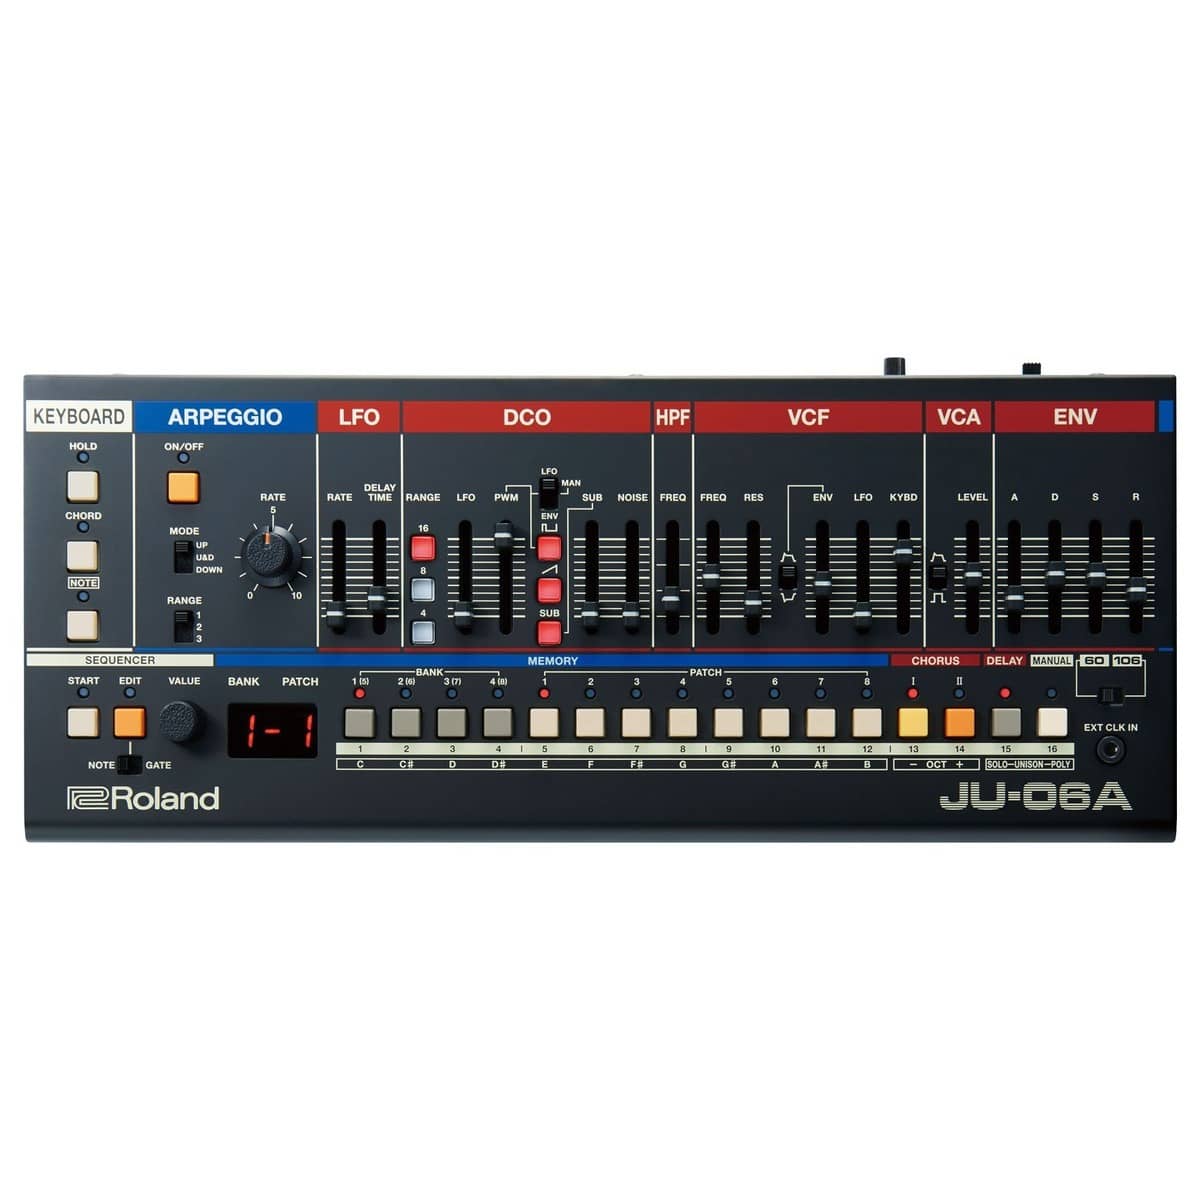 KEYBOARD ARPEGGIO LFO DCO HPF VCF VCA ENV
HOLD ON/OFF
CHORD
NOTE
MODE
UP
U&D
DOWN
RANGE
1
2
3
RATE
5
0 10
RATE DELAY TIME
RANGE LFO PWM
16
8
4
LFO
MAN
ENV
SUB
SUB NOISE
FREQ
FREQ RES ENV LFO KYBD
LEVEL
A D S R
SEQUENCER MEMORY CHORUS DELAY MANUAL 60 106
START EDIT VALUE BANK PATCH
BANK PATCH
1 (5) 2 (6) 3 (7) 4 (8) 1 2 3 4 5 6 7 8 I II
1-1
EXT CLK IN
1 2 3 4 5 6 7 8 9 10 11 12 13 14 15 16
C C# D D# E F F# G G# A A# B - OCT + SOLO-UNISON-POLY
NOTE GATE
Roland
JU-06A